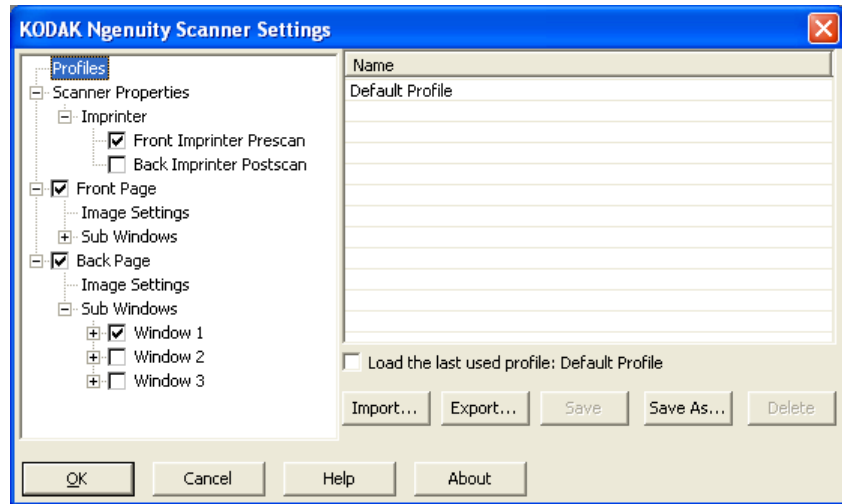 KODAK Ngenuity Scanner Settings
Profiles
Scanner Properties
Imprinter
Front Imprinter Prescan
Back Imprinter Postscan
Front Page
Image Settings
Sub Windows
Back Page
Image Settings
Sub Windows
Window 1
Window 2
Window 3
Name
Default Profile
Load the last used profile: Default Profile
Import... Export... Save Save As... Delete
OK Cancel Help About